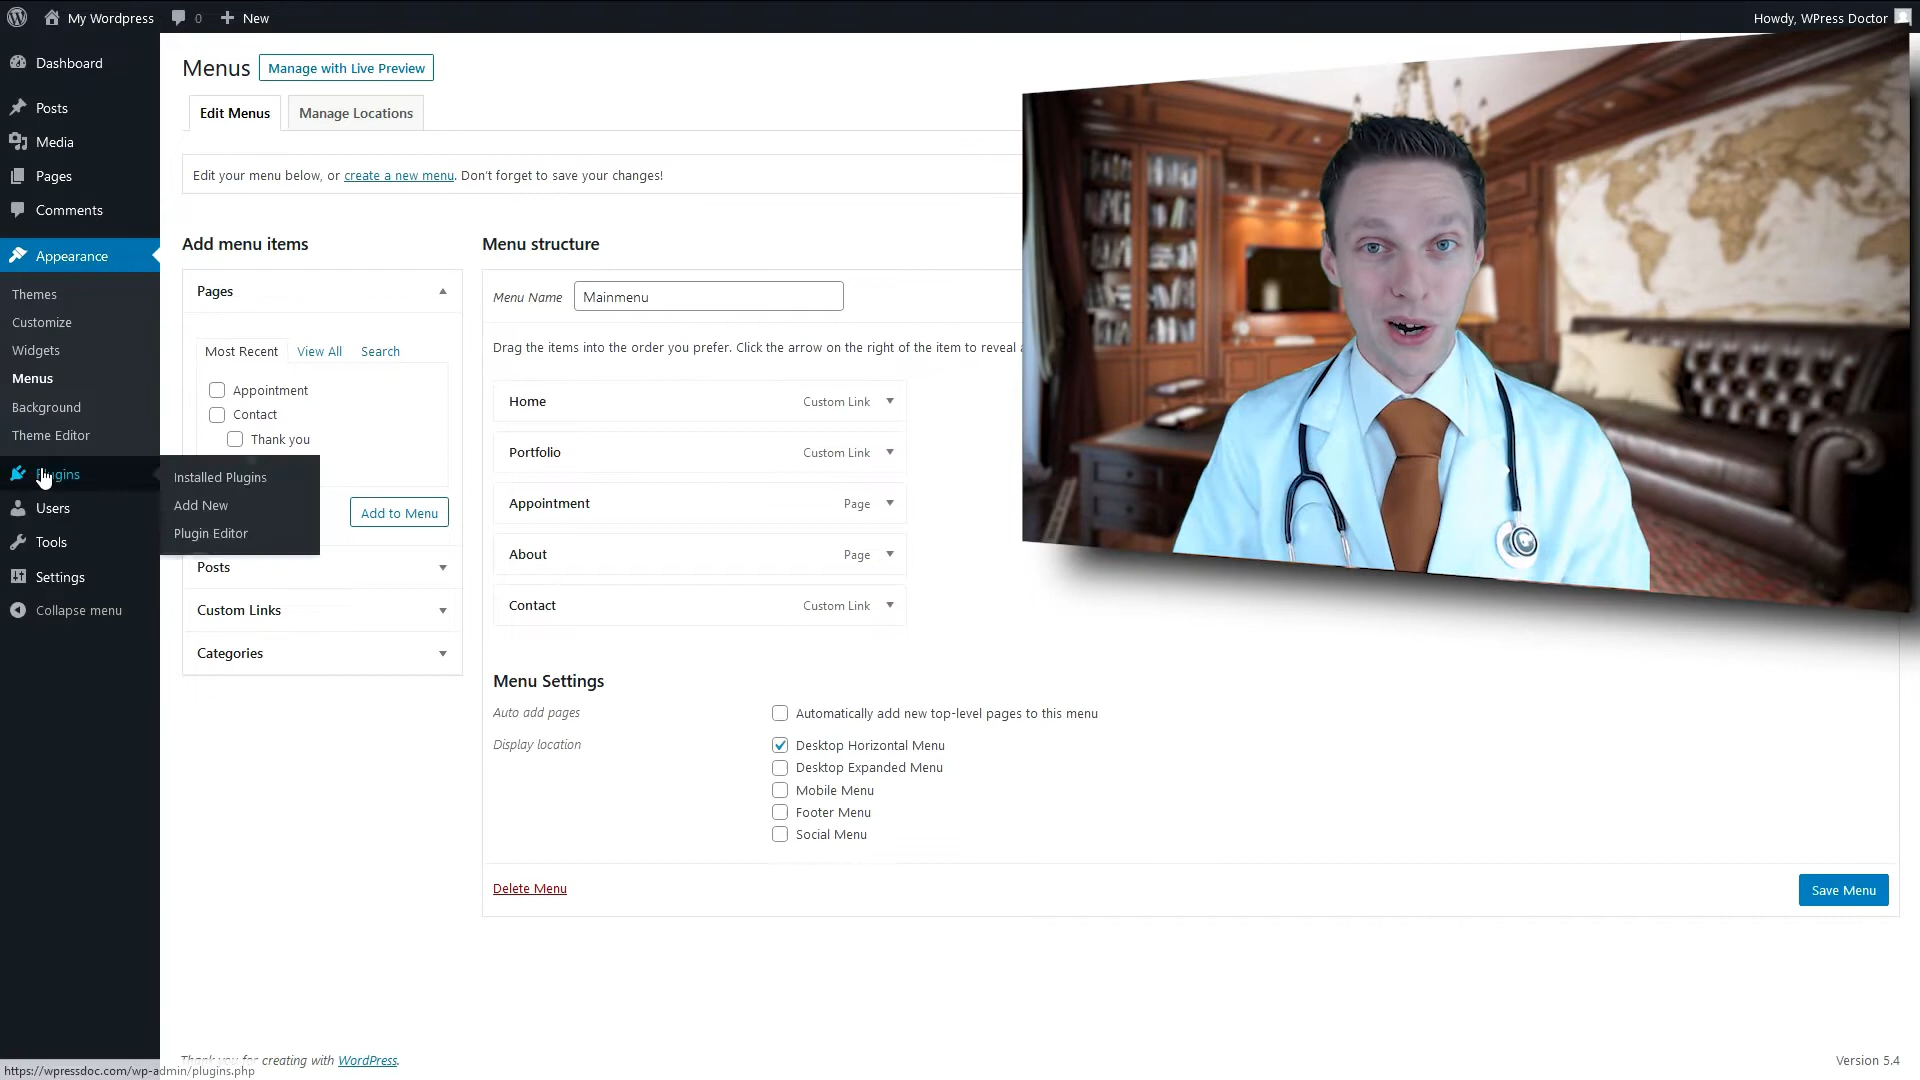 My Wordpress 0 New Howdy, WPress Doctor
Dashboard
Posts
Media
Pages
Comments
Appearance
Themes
Customize
Widgets
Menus
Background
Theme Editor
Plugins
Users
Tools
Settings
Collapse menu
Installed Plugins
Add New
Plugin Editor
Menus Manage with Live Preview
Edit Menus Manage Locations
Edit your menu below, or create a new menu. Don't forget to save your changes!
Add menu items
Pages
Most Recent View All Search
Appointment
Contact
Thank you
Add to Menu
Posts
Custom Links
Categories
Menu structure
Menu Name Mainmenu
Drag the items into the order you prefer. Click the arrow on the right of the item to reveal
Home Custom Link
Portfolio Custom Link
Appointment Page
About Page
Contact Custom Link
Menu Settings
Auto add pages Automatically add new top-level pages to this menu
Display location Desktop Horizontal Menu
Desktop Expanded Menu
Mobile Menu
Footer Menu
Social Menu
Delete Menu Save Menu
Thank you for creating with WordPress. Version 5.4
https://wpressdoc.com/wp-admin/plugins.php